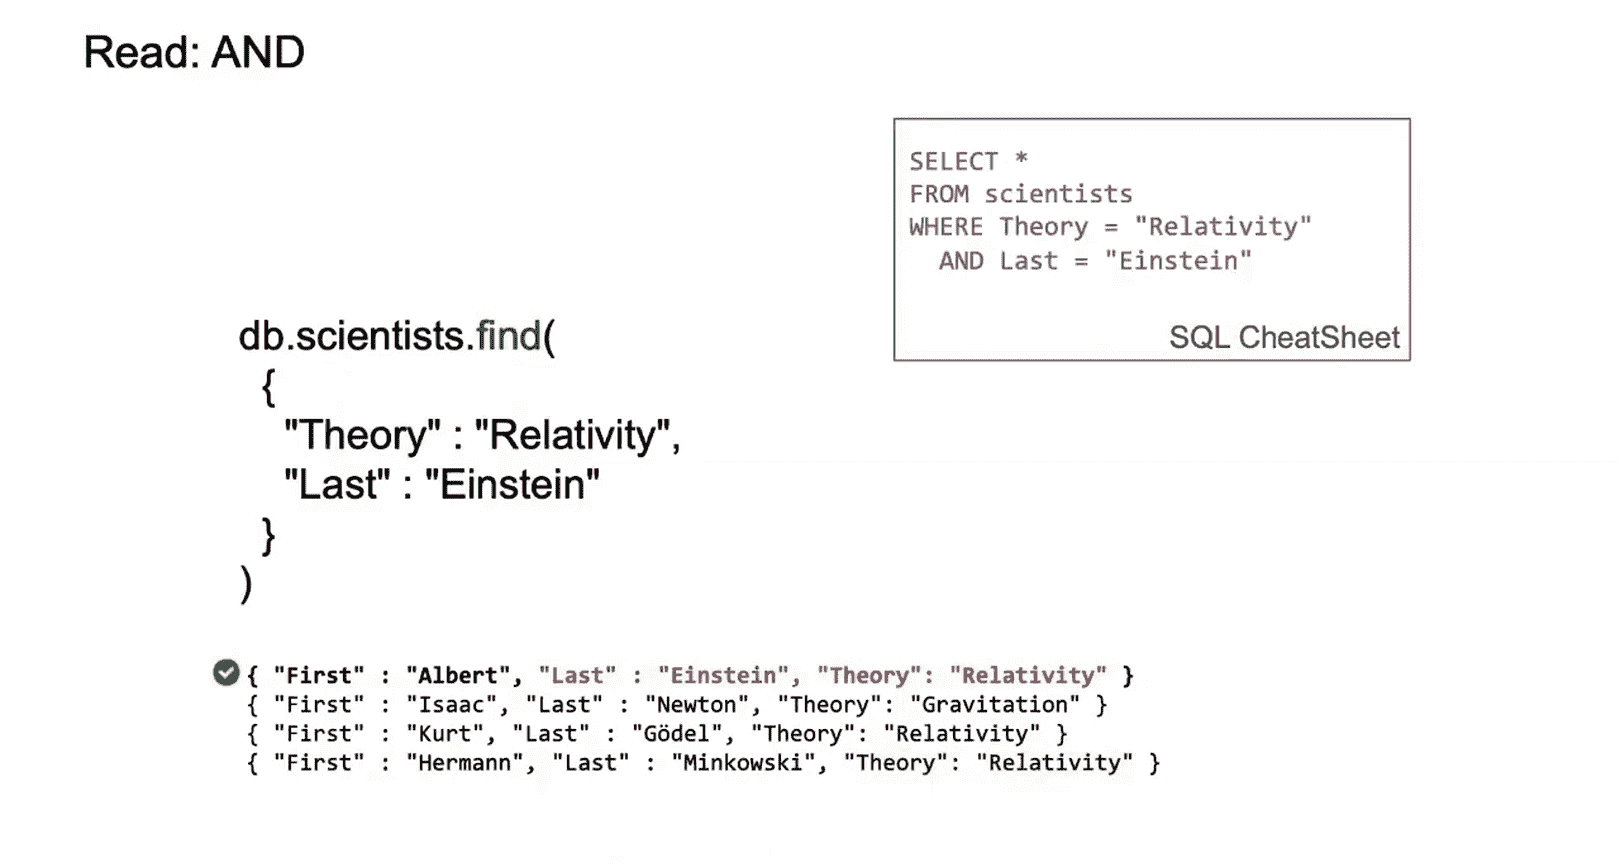 Read: AND
SELECT *
FROM scientists
WHERE Theory = "Relativity"
AND Last = "Einstein"
SQL CheatSheet
db.scientists.find(
{
"Theory" : "Relativity",
"Last" : "Einstein"
}
)
{ "First" : "Albert", "Last" : "Einstein", "Theory": "Relativity" }
{ "First" : "Isaac", "Last" : "Newton", "Theory": "Gravitation" }
{ "First" : "Kurt", "Last" : "Gödel", "Theory": "Relativity" }
{ "First" : "Hermann", "Last" : "Minkowski", "Theory": "Relativity" }